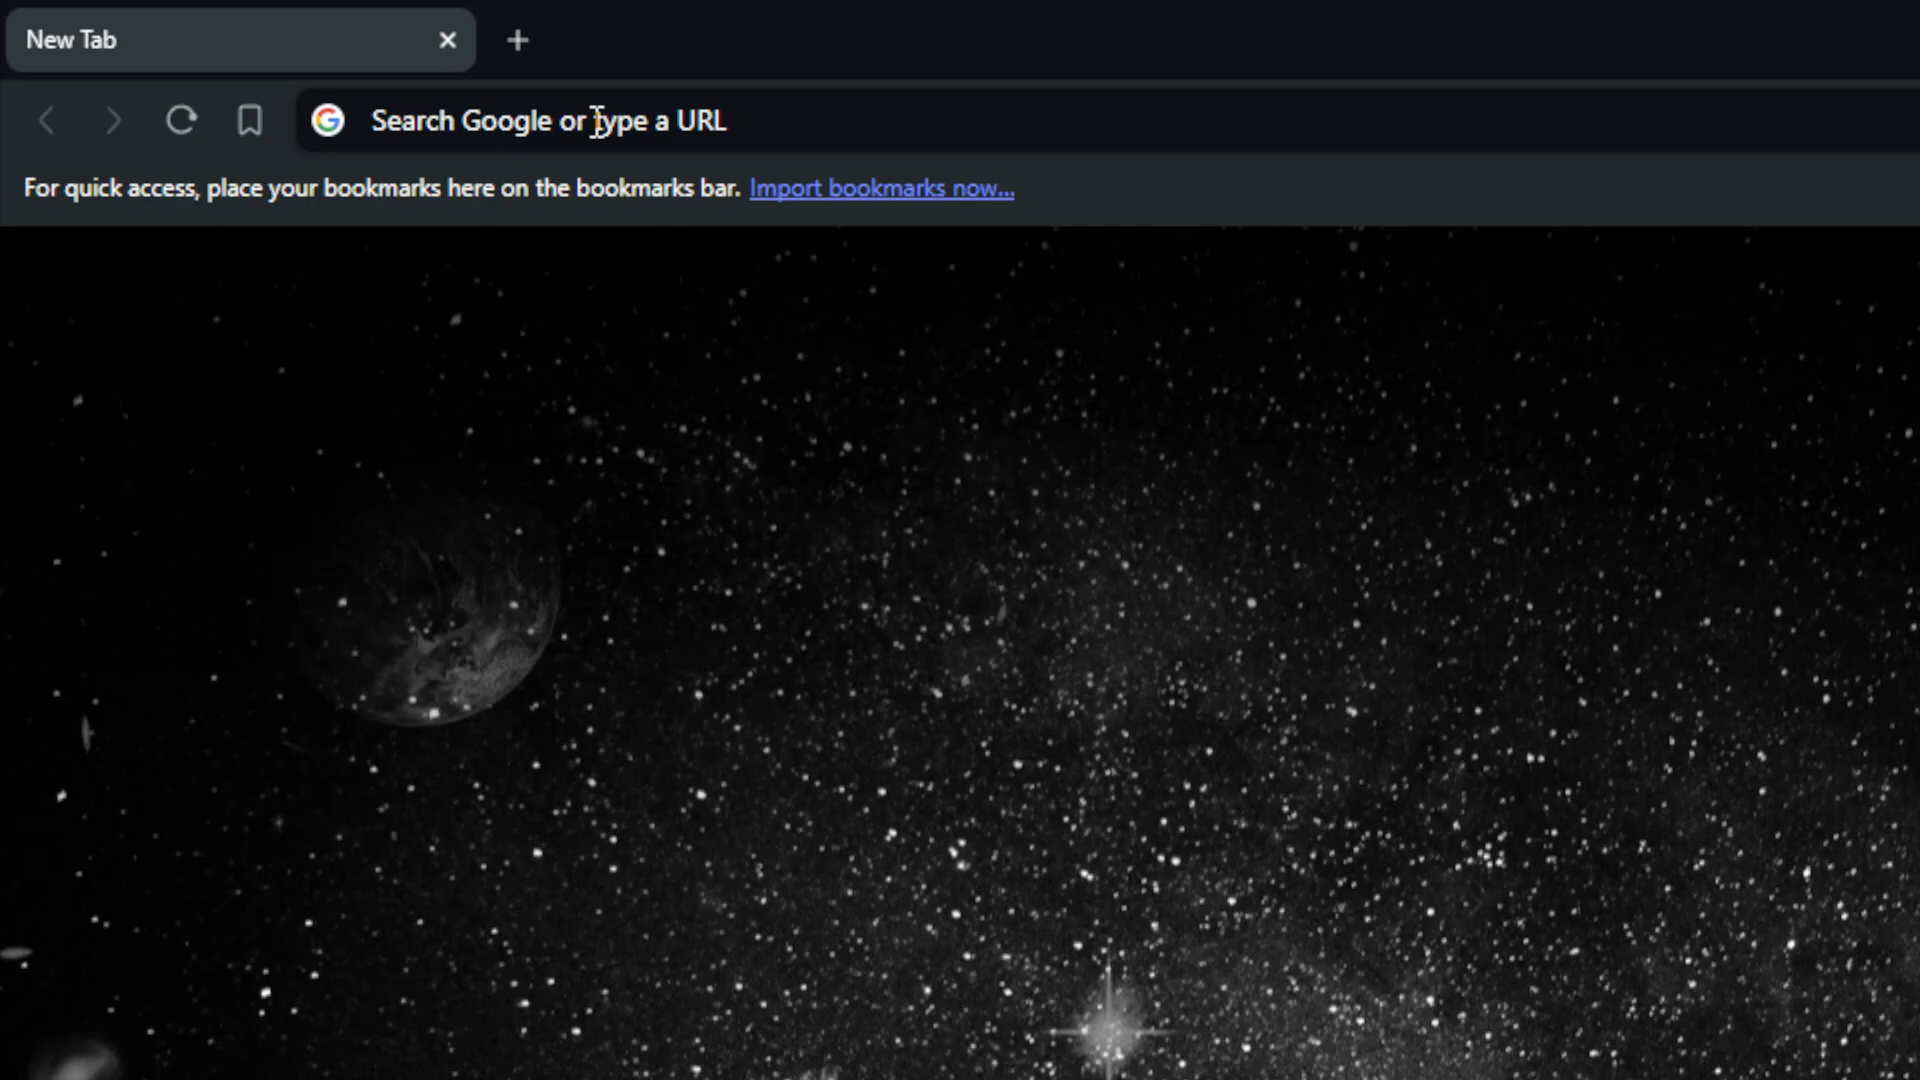 New Tab
Search Google or type a URL
For quick access, place your bookmarks here on the bookmarks bar. Import bookmarks now...